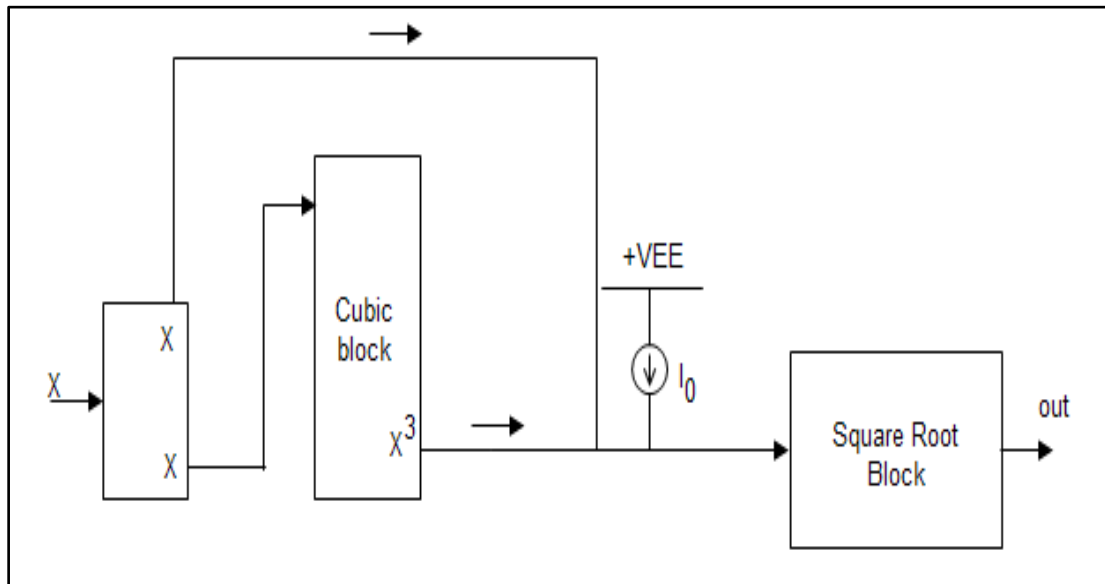 X
X
X
Cubic
block
X³
+VEE
I₀
Square Root
Block
out